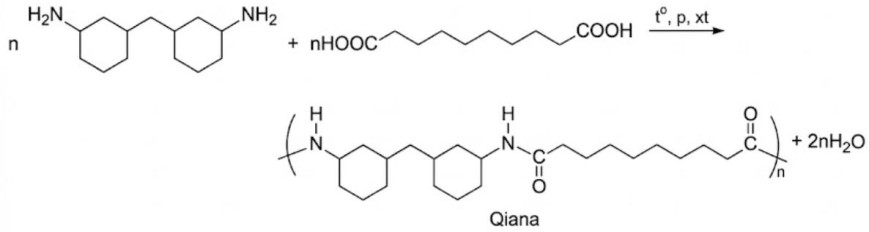 n H₂N NH₂ + nHOOC COOH t°, p, xt
( H N H N C O O C )n + 2nH₂O
Qiana